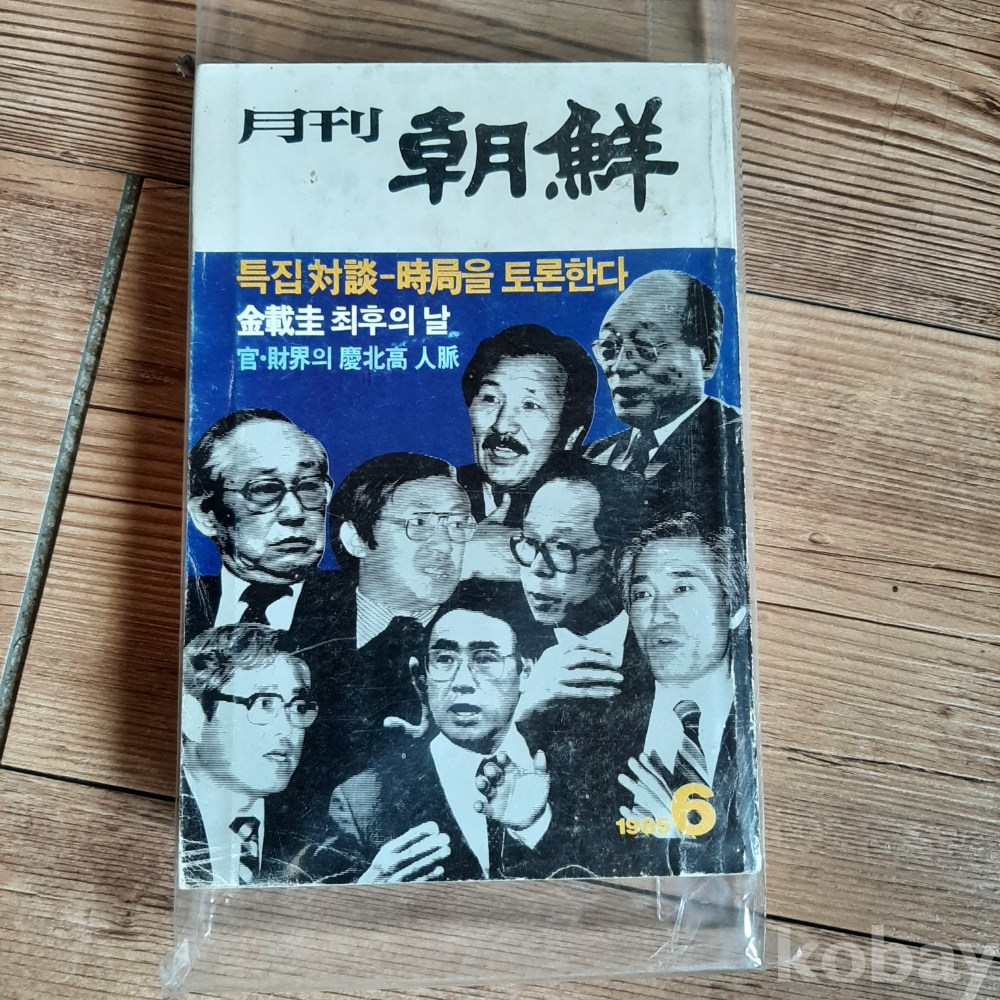 月刊 朝鮮
특집 対談-時局을 토론한다
金載圭 최후의 날
官·財界의 慶北高 人脈
1985 6
kobay